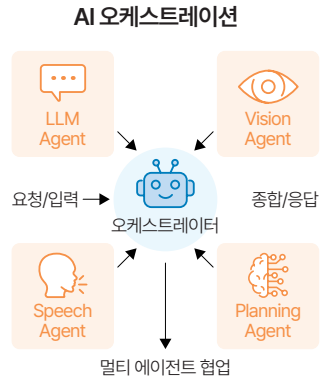 AI 오케스트레이션
LLM
Agent
Vision
Agent
요청/입력
오케스트레이터
종합/응답
Speech
Agent
Planning
Agent
멀티 에이전트 협업